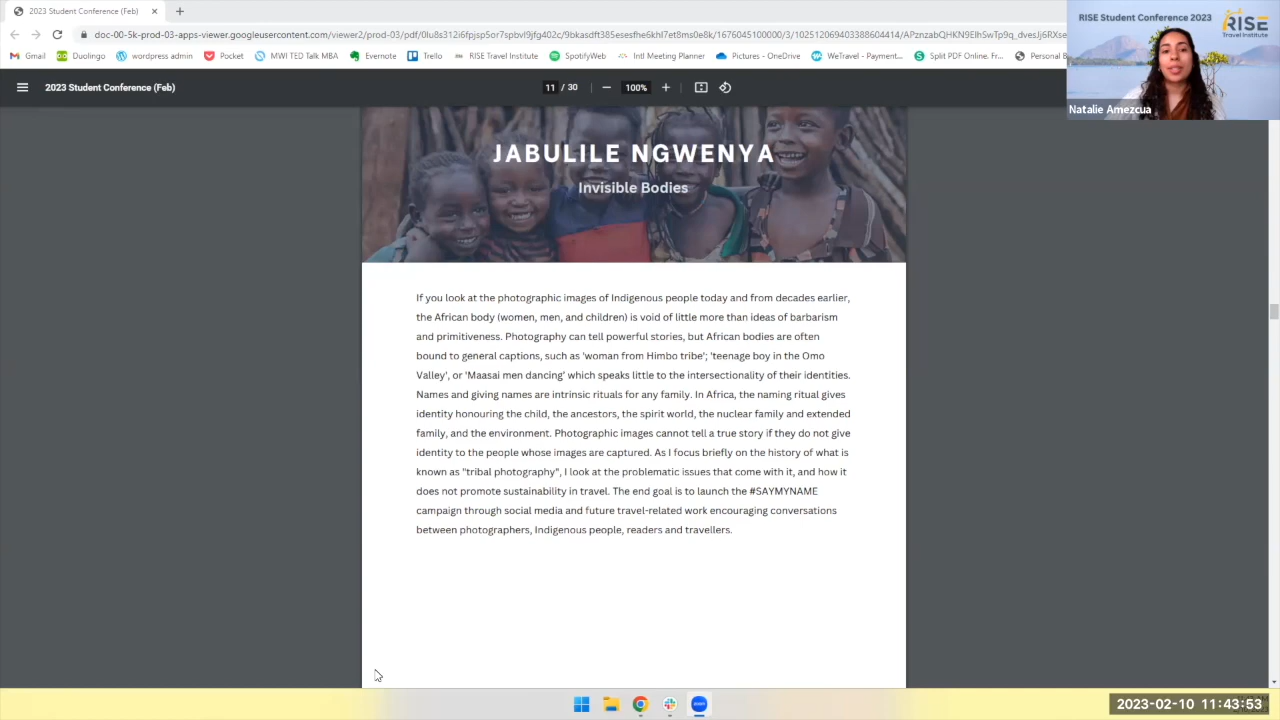 2023 Student Conference (Feb)
Gmail
Duolingo
wordpress admin
Pocket
MWI TED Talk MBA
Evernote
Trello
RISE Travel Institute
SpotifyWeb
Intl Meeting Planner
Pictures - OneDrive
WeTravel - Payment...
Split PDF Online. Fr...
Personal B
2023 Student Conference (Feb)
11 / 30
100%
RISE Student Conference 2023
RISE
Travel Institute
Natalie Amezcua
JABULILE NGWENYA
Invisible Bodies
If you look at the photographic images of Indigenous people today and from decades earlier,
the African body (women, men, and children) is void of little more than ideas of barbarism
and primitiveness. Photography can tell powerful stories, but African bodies are often
bound to general captions, such as 'woman from Himbo tribe'; 'teenage boy in the Omo
Valley', or 'Maasai men dancing' which speaks little to the intersectionality of their identities.
Names and giving names are intrinsic rituals for any family. In Africa, the naming ritual gives
identity honouring the child, the ancestors, the spirit world, the nuclear family and extended
family, and the environment. Photographic images cannot tell a true story if they do not give
identity to the people whose images are captured. As I focus briefly on the history of what is
known as "tribal photography", I look at the problematic issues that come with it, and how it
does not promote sustainability in travel. The end goal is to launch the #SAYMYNAME
campaign through social media and future travel-related work encouraging conversations
between photographers, Indigenous people, readers and travellers.
zoom
2023-02-10 11:43:53